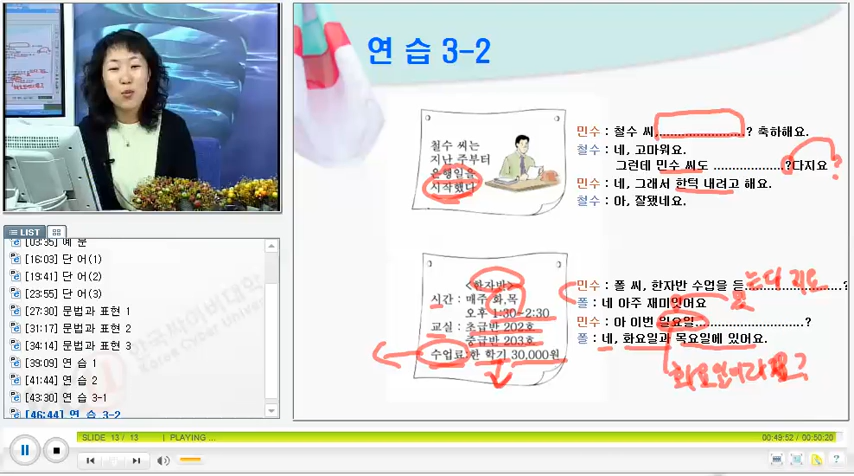 연 습 3-2
철수 씨는
지난 주부터
은행일을
시작했다
민수 : 철수 씨......................? 축하해요.
철수 : 네, 고마워요.
그런데 민수 씨도 ..................?다지요
?
민수 : 네, 그래서 한턱 내려고 해요.
철수 : 아, 잘됐네요.
<한자반>
시간 : 매주 화,목
오후 1:30~2:30
교실 : 초급반 202호
중급반 203호
수업료:한 학기 30,000원
민수 : 폴 씨, 한자반 수업을 듣는다지요?
폴 : 네 아주 재미잇어요
있
민수 : 아 이번 일요일..........................?
폴 : 네, 화요일과 목요일에 있어요.
LIST
[03:35] 예 문
[16:03] 단 어(1)
[19:41] 단 어(2)
[23:55] 단 어(3)
[27:30] 문법과 표현 1
[31:17] 문법과 표현 2
[34:14] 문법과 표현 3
[39:09] 연 습 1
[41:44] 연 습 2
[43:30] 연 습 3-1
[46:44] 연 습 3-2
SLIDE 13 / 13 | PLAYING ...
00:49:52 / 00:50:20